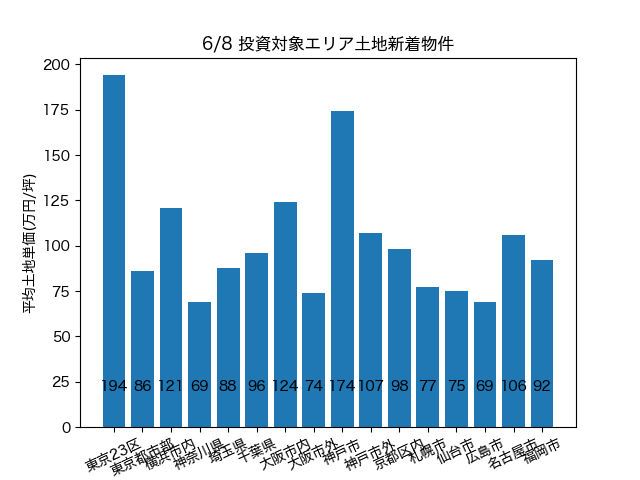 6/8 投資対象エリア土地新着物件
平均土地単価(万円/坪)
200
175
150
125
100
75
50
25
0
194 86 121 69 88 96 124 74 174 107 98 77 75 69 106 92
東京23区 東京都市部 横浜市内 神奈川県 埼玉県 千葉県 大阪市内 大阪市外 神戸市 神戸市外 京都区内 札幌市 仙台市 広島市 名古屋市 福岡市